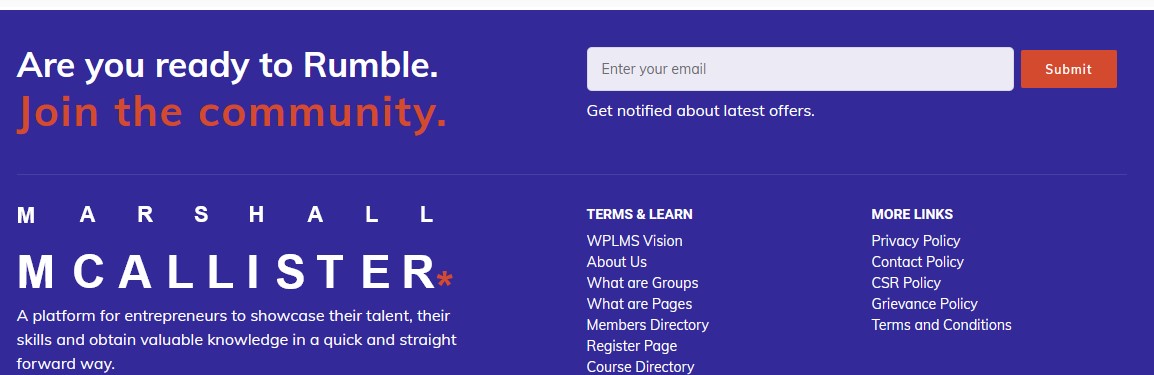 Are you ready to Rumble.
Join the community.
Enter your email
Submit
Get notified about latest offers.
MARSHALL
MCALLISTER*
A platform for entrepreneurs to showcase their talent, their
skills and obtain valuable knowledge in a quick and straight
forward way.
TERMS & LEARN
WPLMS Vision
About Us
What are Groups
What are Pages
Members Directory
Register Page
Course Directory
MORE LINKS
Privacy Policy
Contact Policy
CSR Policy
Grievance Policy
Terms and Conditions